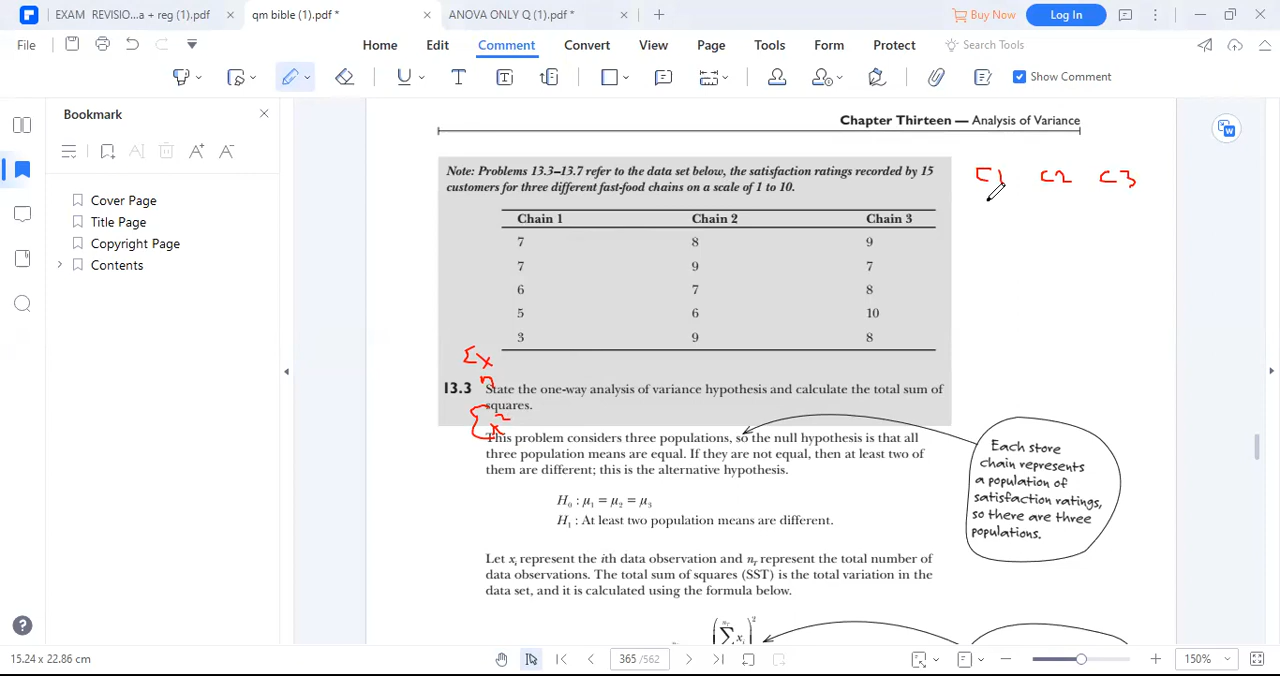 EXAM REVISIO...a + reg (1).pdf
qm bible (1).pdf *
ANOVA ONLY Q (1).pdf *
Buy Now
Log In
File
Home
Edit
Comment
Convert
View
Page
Tools
Form
Protect
Search Tools
Show Comment
Bookmark
Cover Page
Title Page
Copyright Page
Contents
Chapter Thirteen — Analysis of Variance
Note: Problems 13.3–13.7 refer to the data set below, the satisfaction ratings recorded by 15
customers for three different fast-food chains on a scale of 1 to 10.
C1 C2 C3
Chain 1 Chain 2 Chain 3
7 8 9
7 9 7
6 7 8
5 6 10
3 9 8
Σx
n
Σx²
13.3 State the one-way analysis of variance hypothesis and calculate the total sum of
squares.
This problem considers three populations, so the null hypothesis is that all
three population means are equal. If they are not equal, then at least two of
them are different; this is the alternative hypothesis.
Each store
chain represents
a population of
satisfaction ratings,
so there are three
populations.
H₀ : μ₁ = μ₂ = μ₃
H₁ : At least two population means are different.
Let xᵢ represent the ith data observation and n_T represent the total number of
data observations. The total sum of squares (SST) is the total variation in the
data set, and it is calculated using the formula below.
15.24 x 22.86 cm
365 /562
150%